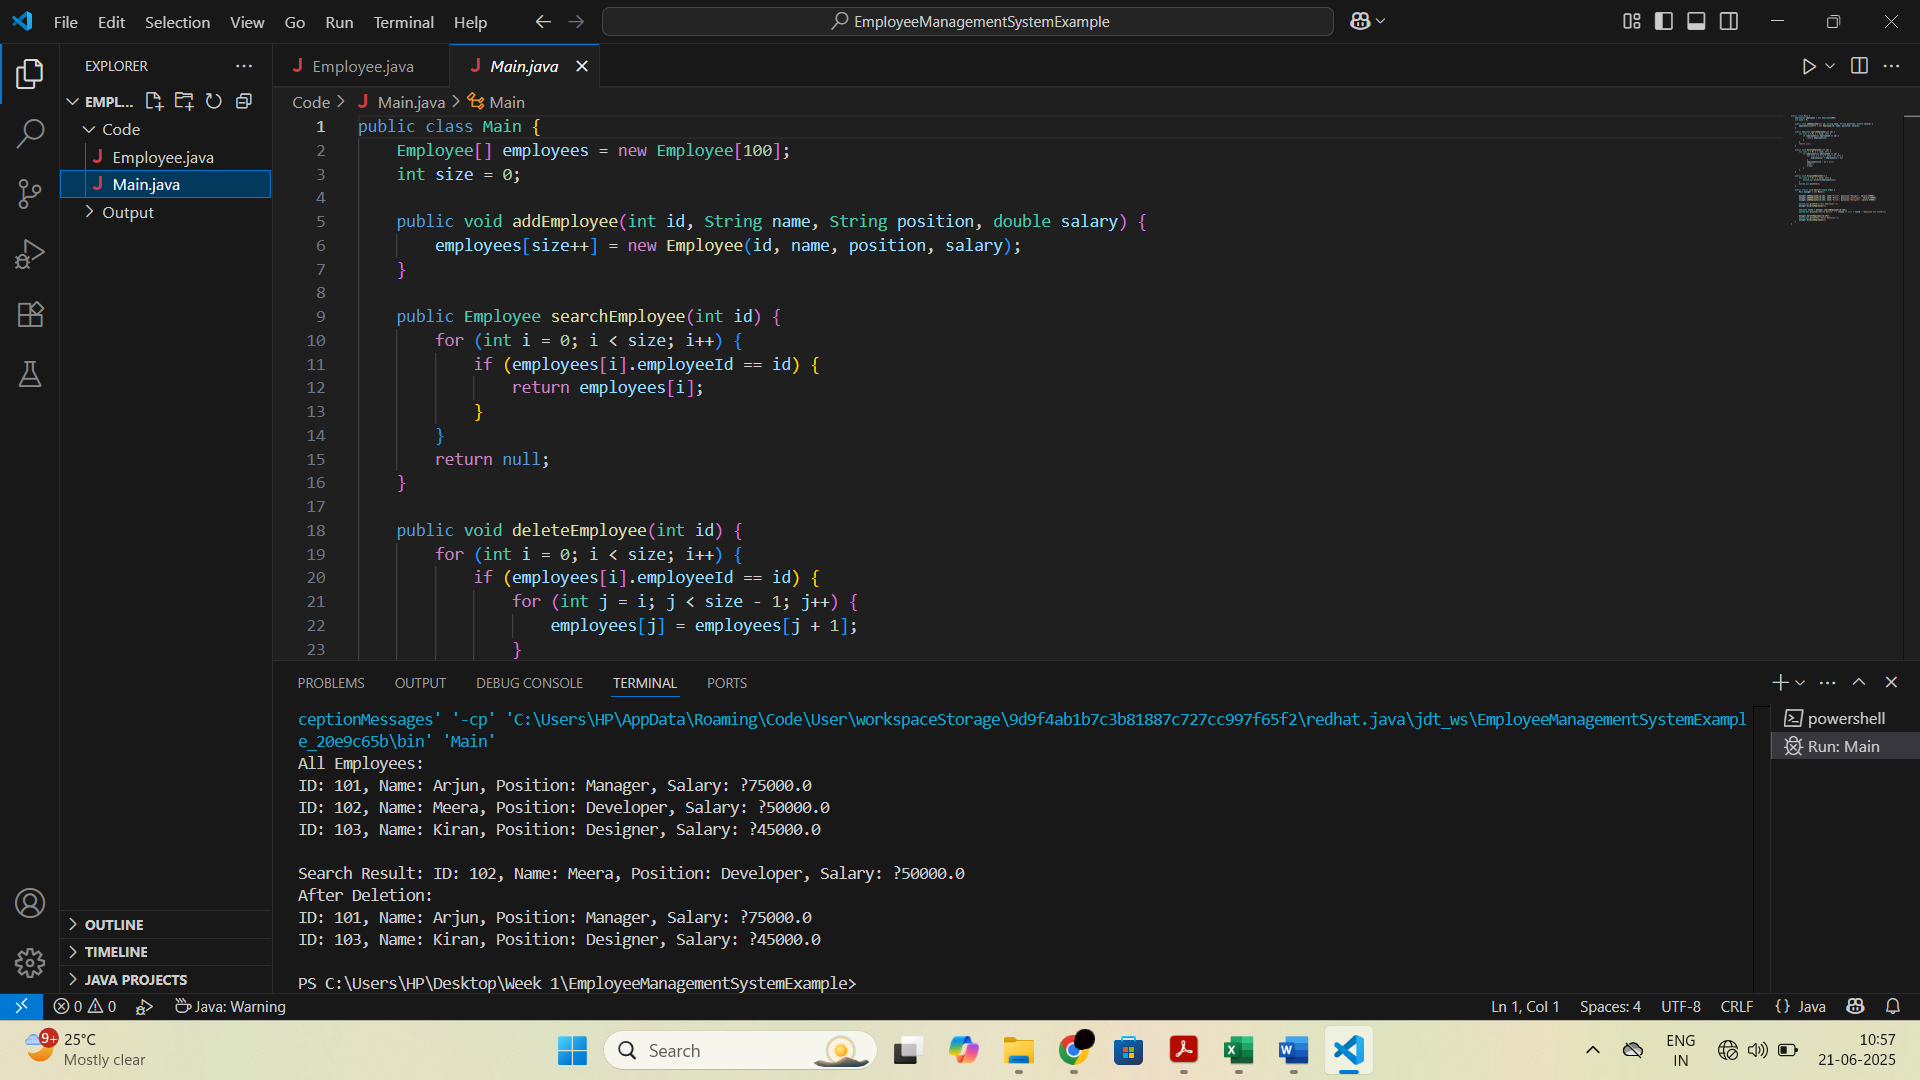 File Edit Selection View Go Run Terminal Help
EmployeeManagementSystemExample
EXPLORER
EMPL...
Code
Employee.java
Main.java
Output
OUTLINE
TIMELINE
JAVA PROJECTS
Employee.java Main.java
Code > Main.java > Main
1 public class Main {
2 Employee[] employees = new Employee[100];
3 int size = 0;
4
5 public void addEmployee(int id, String name, String position, double salary) {
6 employees[size++] = new Employee(id, name, position, salary);
7 }
8
9 public Employee searchEmployee(int id) {
10 for (int i = 0; i < size; i++) {
11 if (employees[i].employeeId == id) {
12 return employees[i];
13 }
14 }
15 return null;
16 }
17
18 public void deleteEmployee(int id) {
19 for (int i = 0; i < size; i++) {
20 if (employees[i].employeeId == id) {
21 for (int j = i; j < size - 1; j++) {
22 employees[j] = employees[j + 1];
23 }
PROBLEMS OUTPUT DEBUG CONSOLE TERMINAL PORTS
ceptionMessages' '-cp' 'C:\Users\HP\AppData\Roaming\Code\User\workspaceStorage\9d9f4ab1b7c3b81887c727cc997f65f2\redhat.java\jdt_ws\EmployeeManagementSystemExampl
e_20e9c65b\bin' 'Main'
All Employees:
ID: 101, Name: Arjun, Position: Manager, Salary: ?75000.0
ID: 102, Name: Meera, Position: Developer, Salary: ?50000.0
ID: 103, Name: Kiran, Position: Designer, Salary: ?45000.0

Search Result: ID: 102, Name: Meera, Position: Developer, Salary: ?50000.0
After Deletion:
ID: 101, Name: Arjun, Position: Manager, Salary: ?75000.0
ID: 103, Name: Kiran, Position: Designer, Salary: ?45000.0

PS C:\Users\HP\Desktop\Week 1\EmployeeManagementSystemExample>
powershell
Run: Main
0 0 Java: Warning
Ln 1, Col 1 Spaces: 4 UTF-8 CRLF {} Java
9+ 25°C
Mostly clear
Search
ENG
IN
10:57
21-06-2025